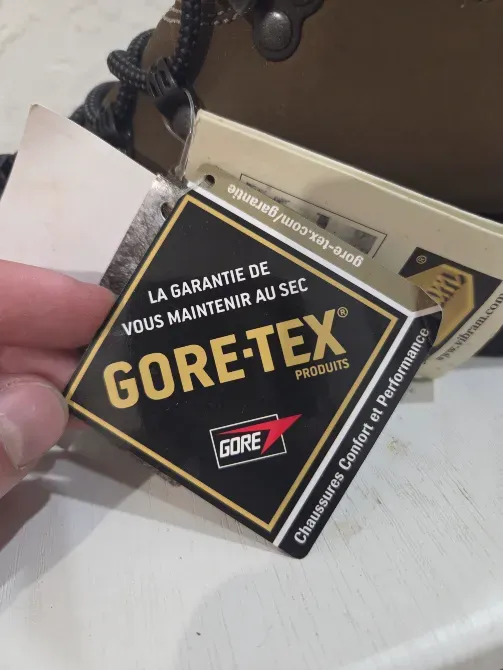 gore-tex.com/garantie
LA GARANTIE DE
VOUS MAINTENIR AU SEC
GORE-TEX®
PRODUITS
GORE
Chaussures Confort et Performance
®
www.vibram.com